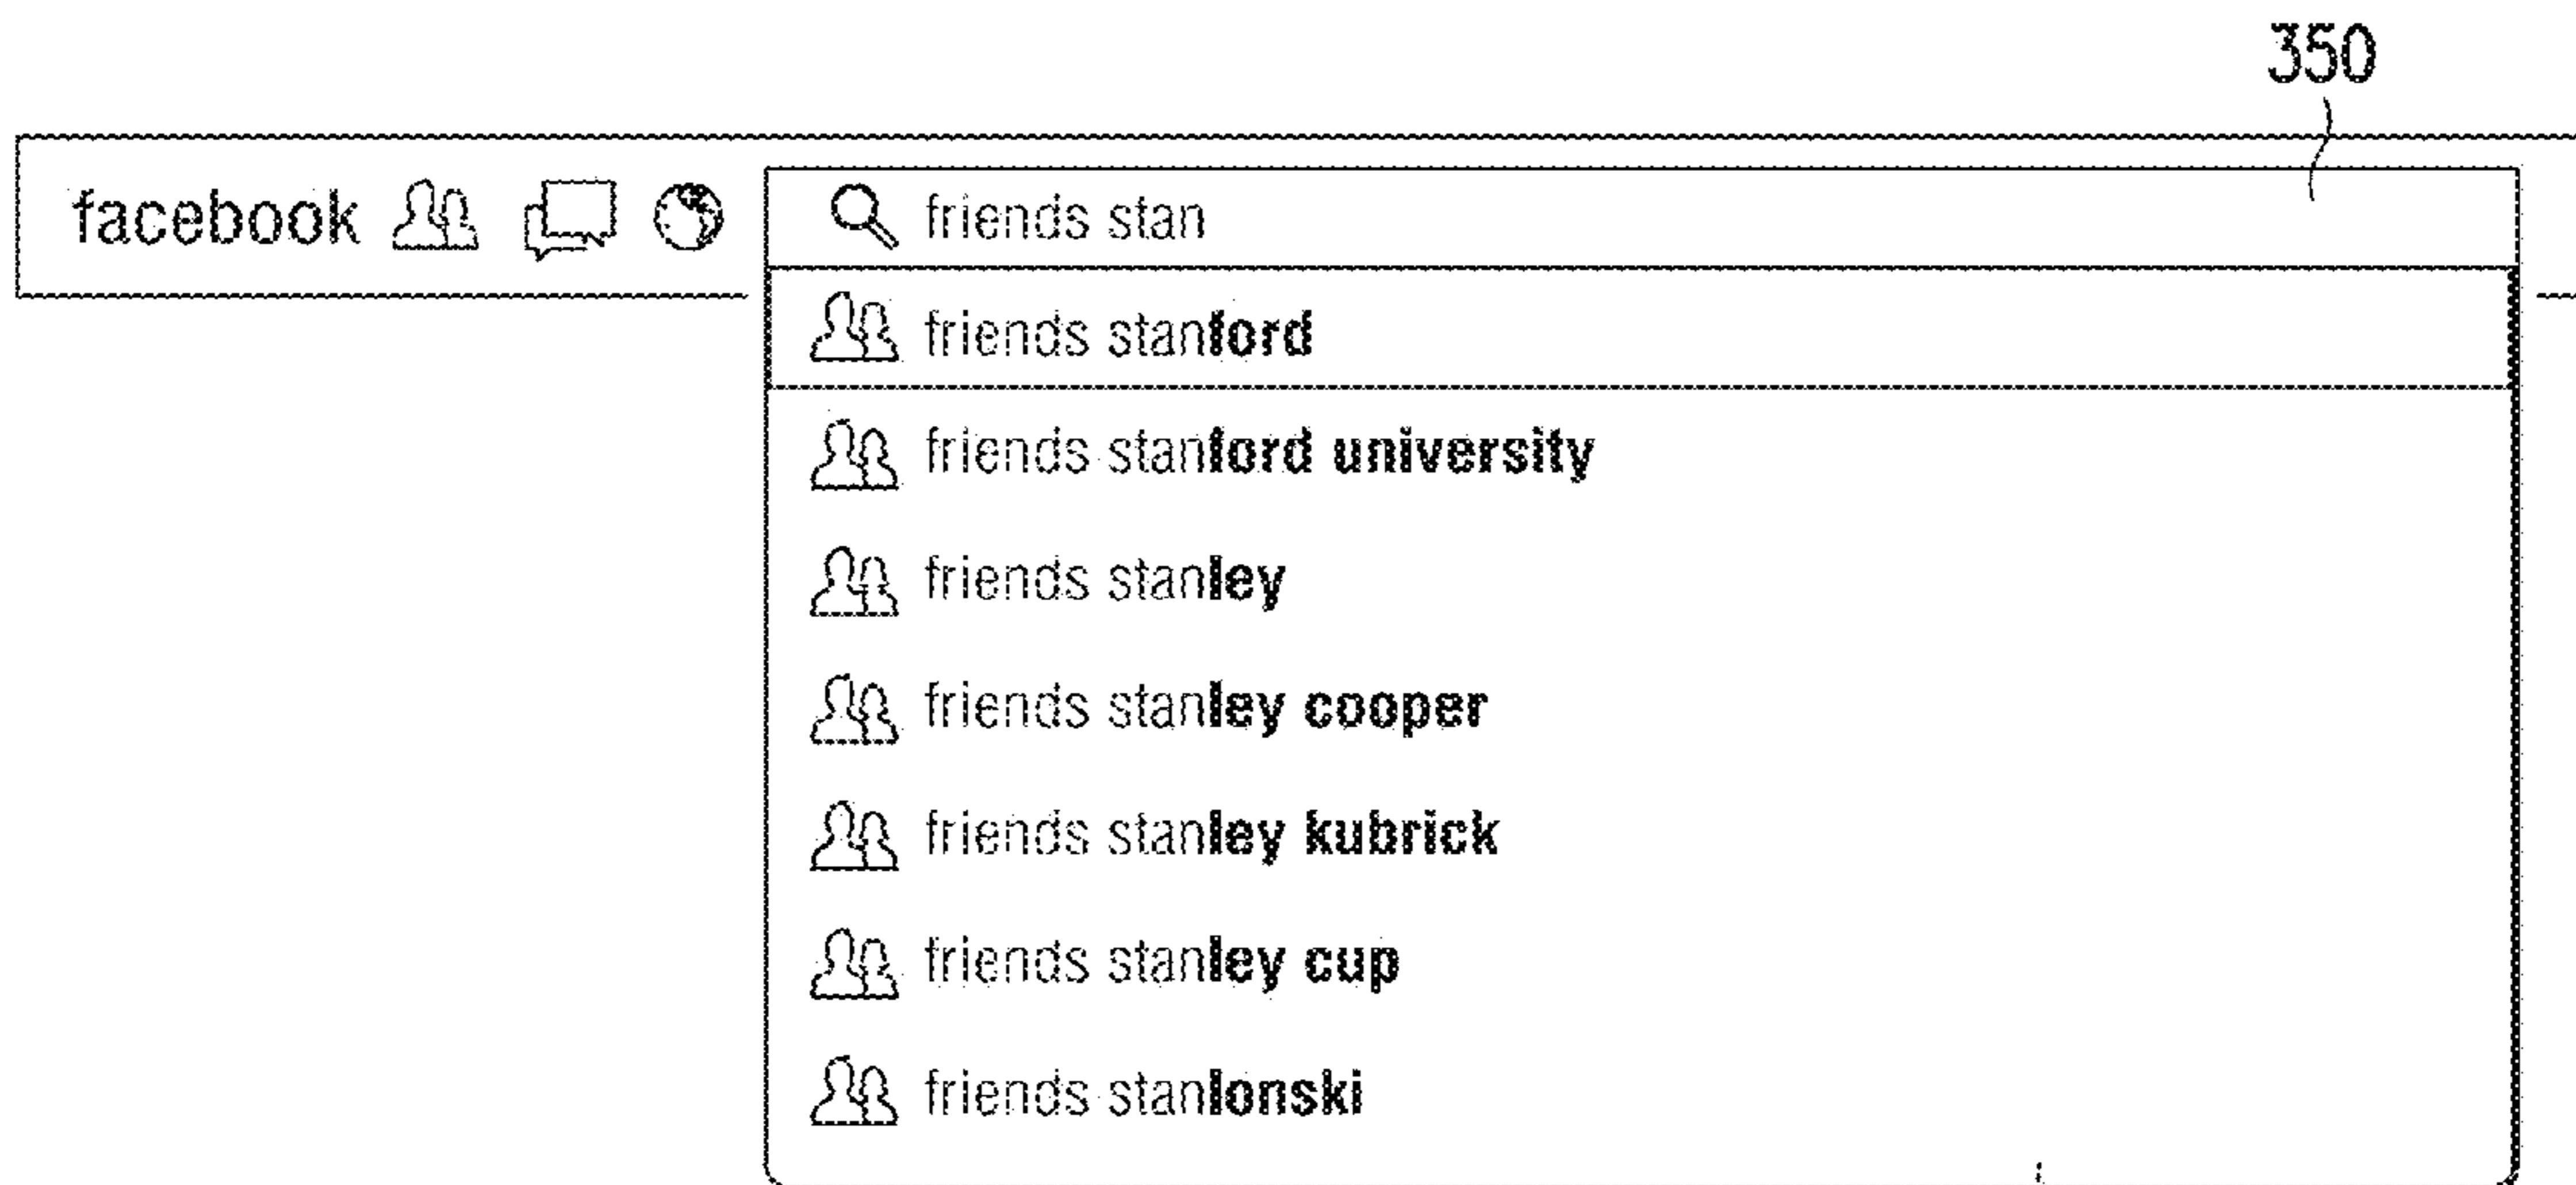 350
facebook friends stan
friends stanford
friends stanford university
friends stanley
friends stanley cooper
friends stanley kubrick
friends stanley cup
friends stanlonski